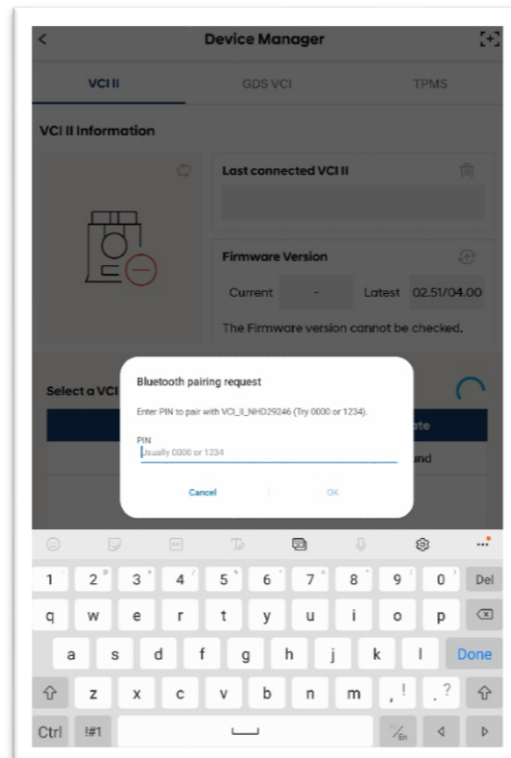 Device Manager
VCI II GDS VCI TPMS
VCI II Information
Last connected VCI II
Firmware Version
Current - Latest 02.51/04.00
The Firmware version cannot be checked.
Select a VCI
Bluetooth pairing request
Enter PIN to pair with VCI_II_NHD29246 (Try 0000 or 1234).
PIN
Usually 0000 or 1234
Cancel OK
1 2 3 4 5 6 7 8 9 0 Del
q w e r t y u i o p
a s d f g h j k l Done
z x c v b n m , ! . ?
Ctrl !#1 En